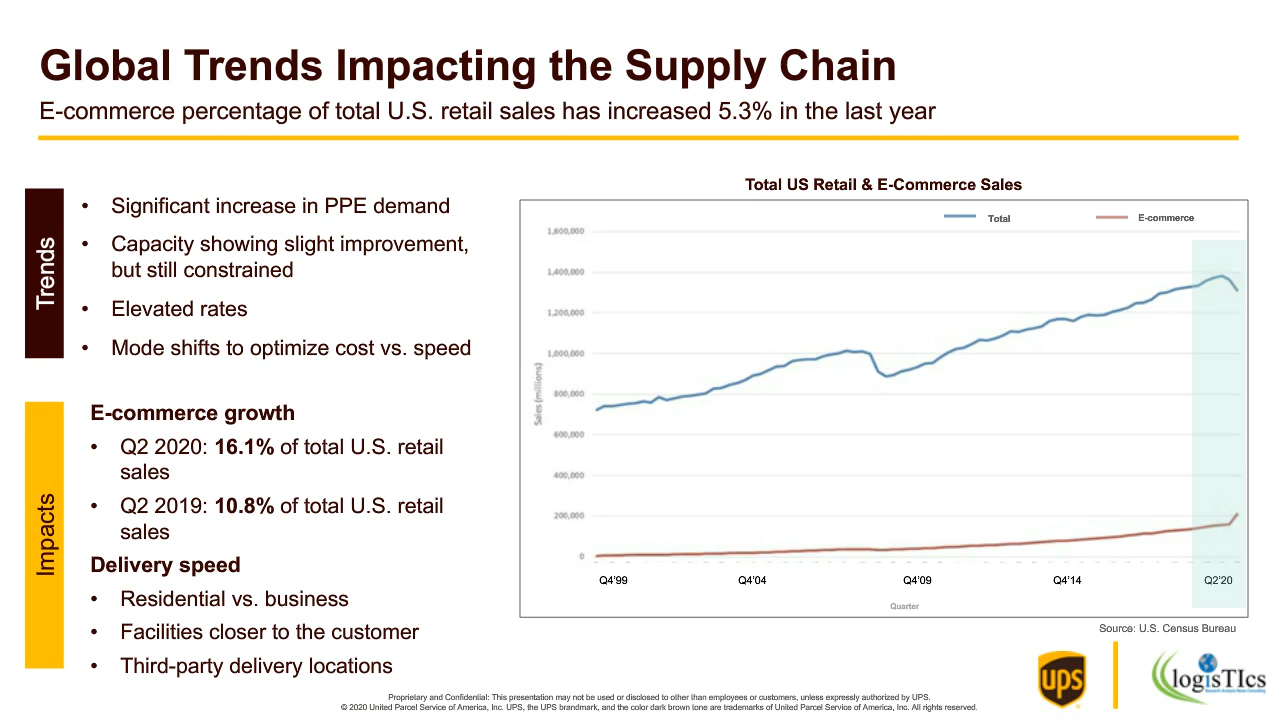 Global Trends Impacting the Supply Chain
E-commerce percentage of total U.S. retail sales has increased 5.3% in the last year
Trends
• Significant increase in PPE demand
• Capacity showing slight improvement,
but still constrained
• Elevated rates
• Mode shifts to optimize cost vs. speed
Impacts
E-commerce growth
• Q2 2020: 16.1% of total U.S. retail
sales
• Q2 2019: 10.8% of total U.S. retail
sales
Delivery speed
• Residential vs. business
• Facilities closer to the customer
• Third-party delivery locations
Total US Retail & E-Commerce Sales
Total E-commerce
1,600,000
1,400,000
1,200,000
1,000,000
800,000
600,000
400,000
200,000
0
Sales (millions)
Q4'99 Q4'04 Q4'09 Q4'14 Q2'20
Quarter
Source: U.S. Census Bureau
ups
logisTIcs
Proprietary and Confidential: This presentation may not be used or disclosed to other than employees or customers, unless expressly authorized by UPS.
© 2020 United Parcel Service of America, Inc. UPS, the UPS brandmark, and the color dark brown tone are trademarks of United Parcel Service of America, Inc. All rights reserved.